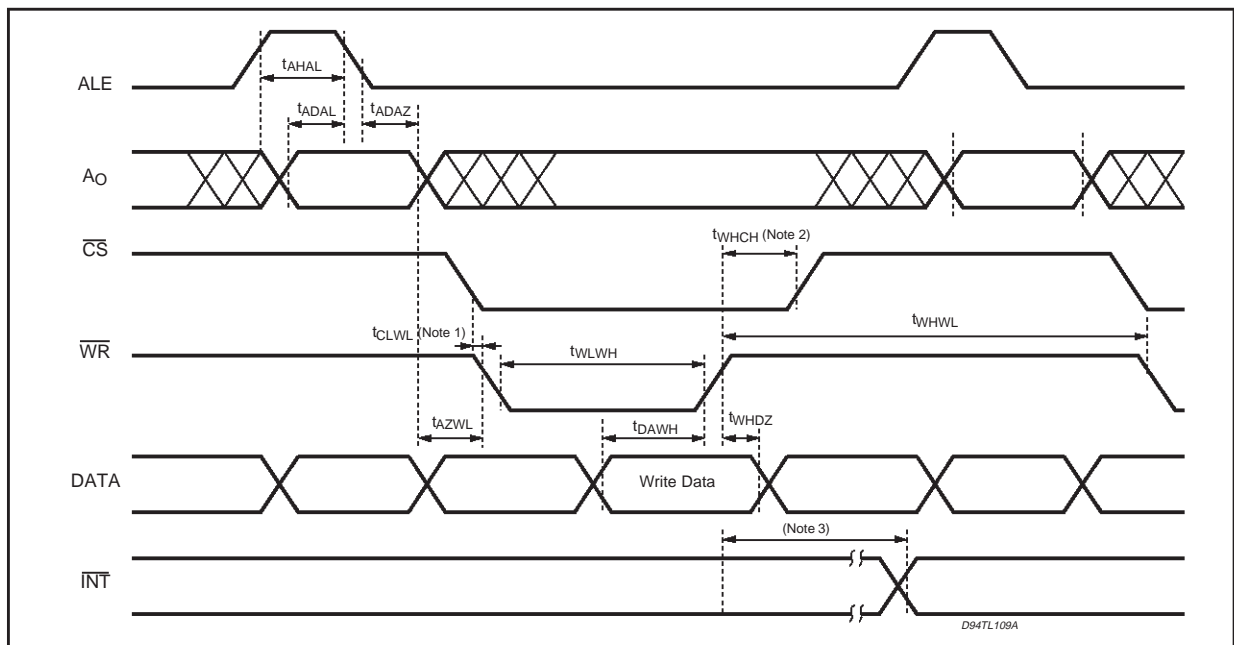 ALE
tAHAL
tADAL
tADAZ
AO
CS
tWHCH (Note 2)
tCLWL (Note 1)
tWHWL
WR
tWLWH
tAZWL
tDAWH
tWHDZ
DATA
Write Data
(Note 3)
INT
D94TL109A